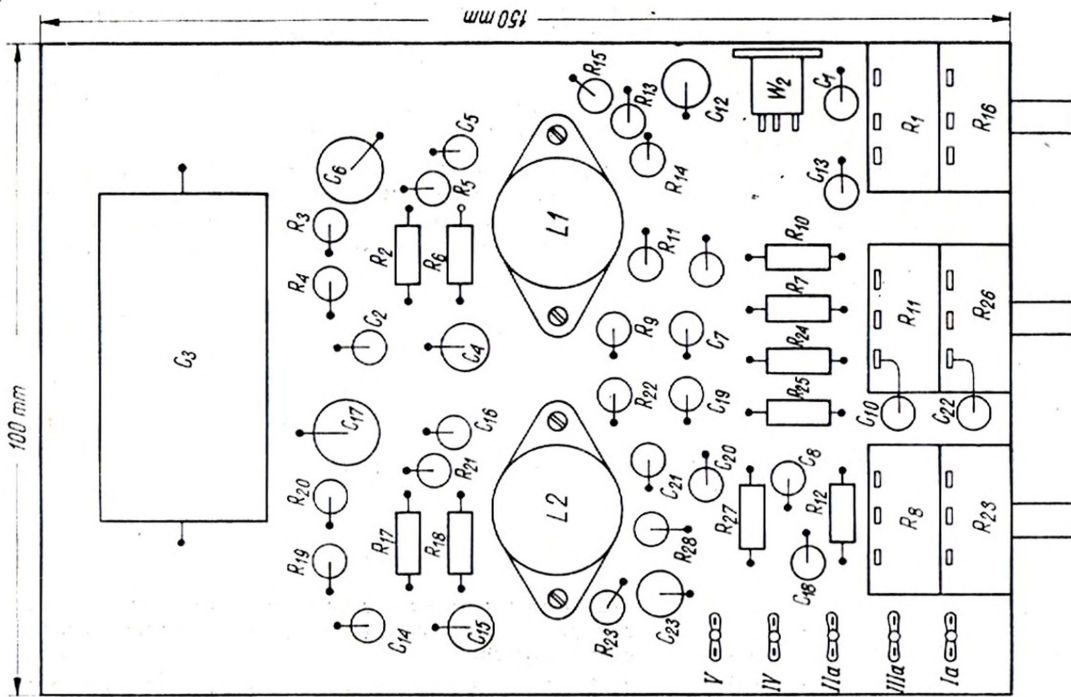 150 mm
100 mm
C3
R15
R13
C12
W2
C1
R1
R16
C6
C5
R5
R14
C13
R3
R2
R6
L1
R11
R10
R4
R7
C2
C4
R9
C7
R24
R11
R26
R25
C17
C16
R22
C19
C10
C22
R21
C21
C20
C8
R20
R17
R18
L2
R28
R27
R12
R8
R23
R19
C18
C14
C15
R23
C23
V
IV
IIa
IIIa
Ia